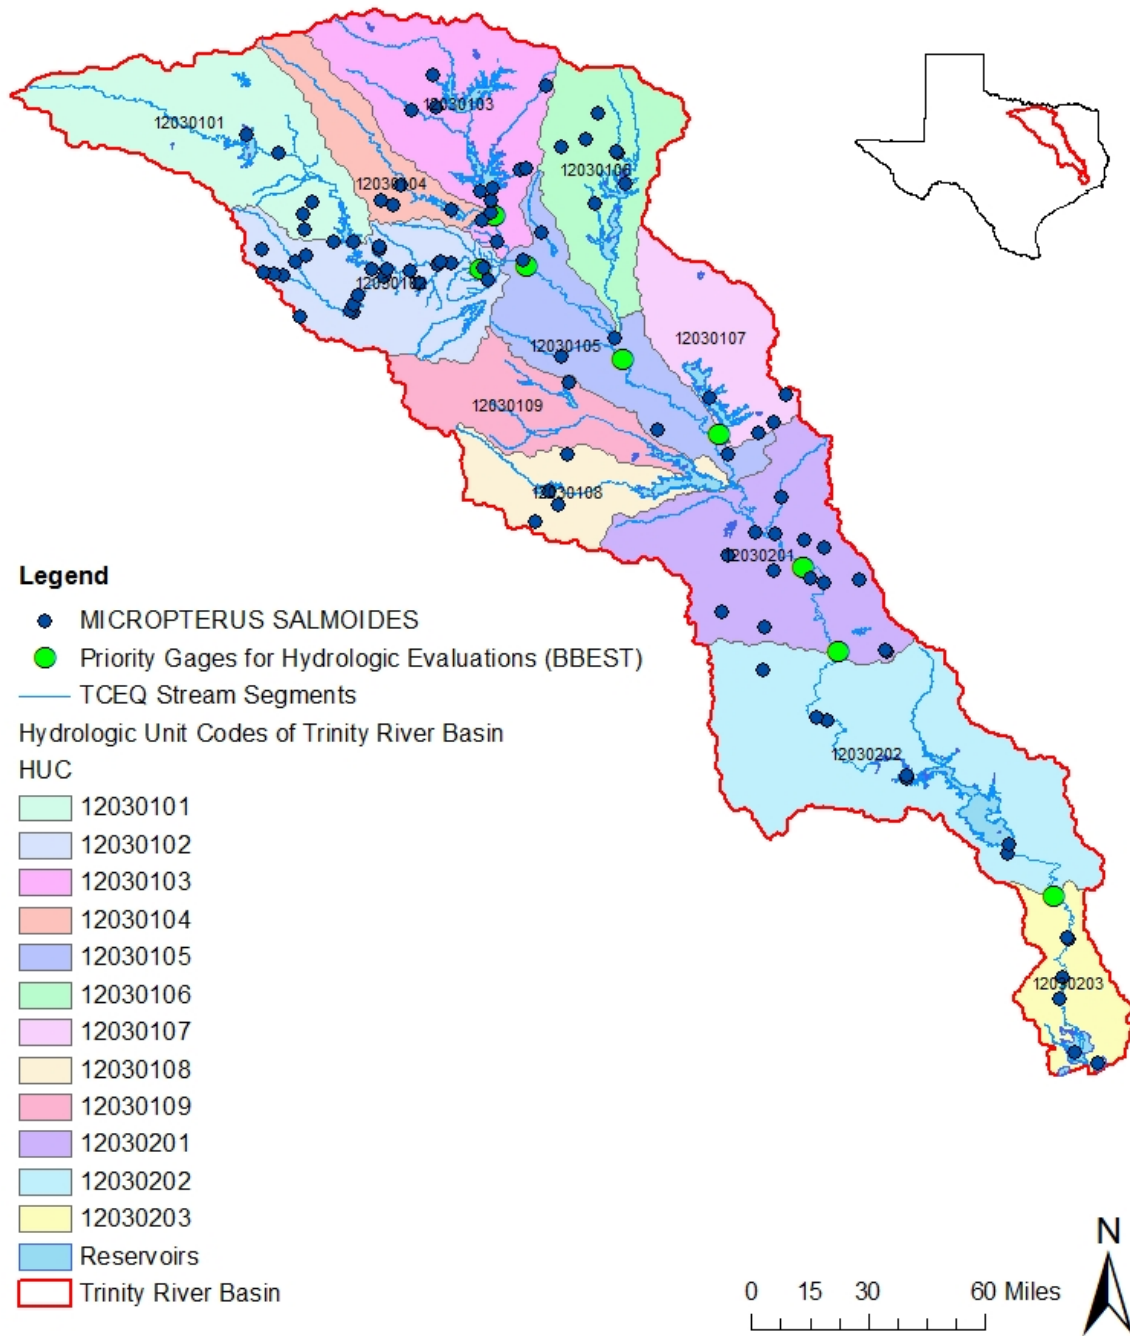 12030103
12030101
12030106
12030104
12030102
12030107
12030105
12030109
12030108
12030201
12030202
12030203
Legend
MICROPTERUS SALMOIDES
Priority Gages for Hydrologic Evaluations (BBEST)
TCEQ Stream Segments
Hydrologic Unit Codes of Trinity River Basin
HUC
12030101
12030102
12030103
12030104
12030105
12030106
12030107
12030108
12030109
12030201
12030202
12030203
Reservoirs
Trinity River Basin
N
0 15 30 60 Miles